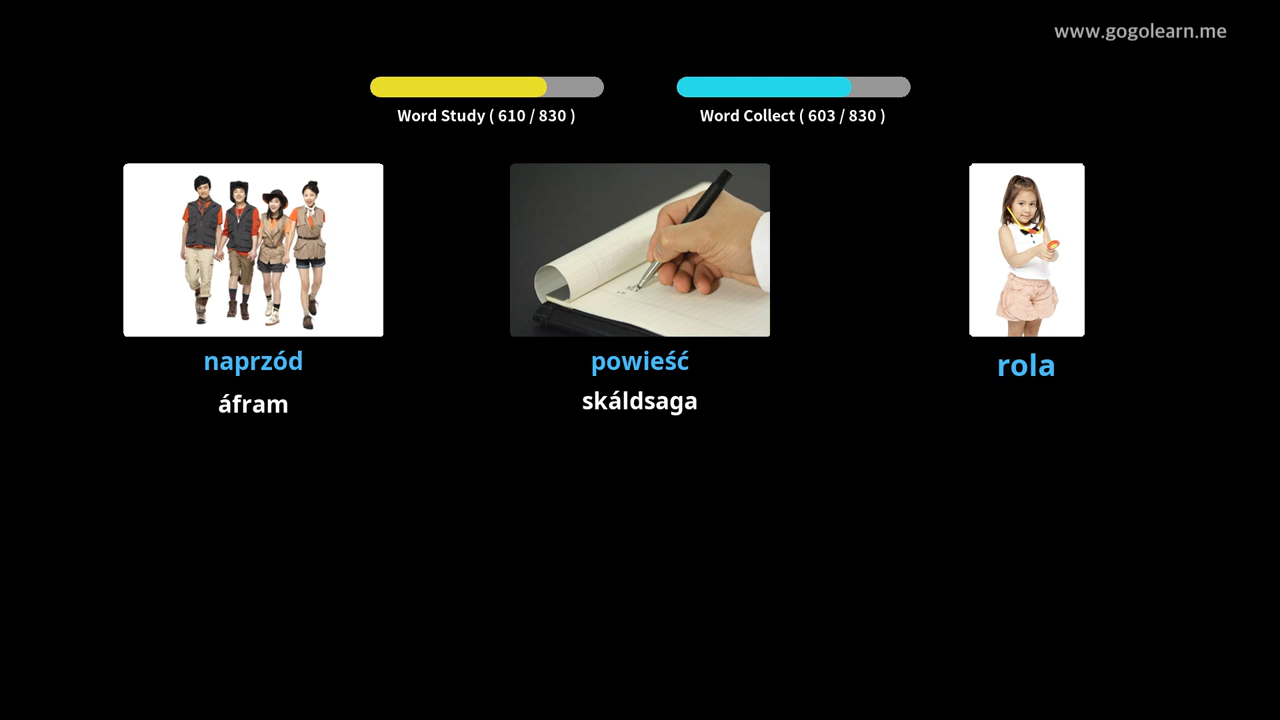 www.gogolearn.me
Word Study ( 610 / 830 )
Word Collect ( 603 / 830 )
naprzód
áfram
powieść
skáldsaga
rola